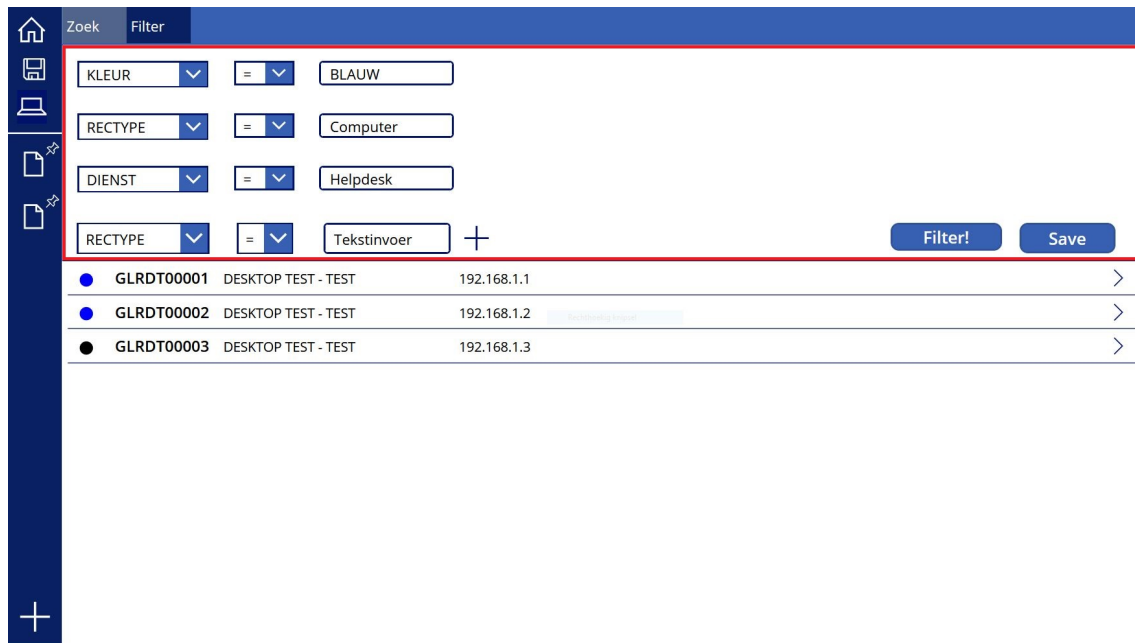 Zoek Filter
KLEUR = BLAUW
RECTYPE = Computer
DIENST = Helpdesk
RECTYPE = Tekstinvoer Filter! Save
GLRDT00001 DESKTOP TEST - TEST 192.168.1.1
GLRDT00002 DESKTOP TEST - TEST 192.168.1.2
GLRDT00003 DESKTOP TEST - TEST 192.168.1.3